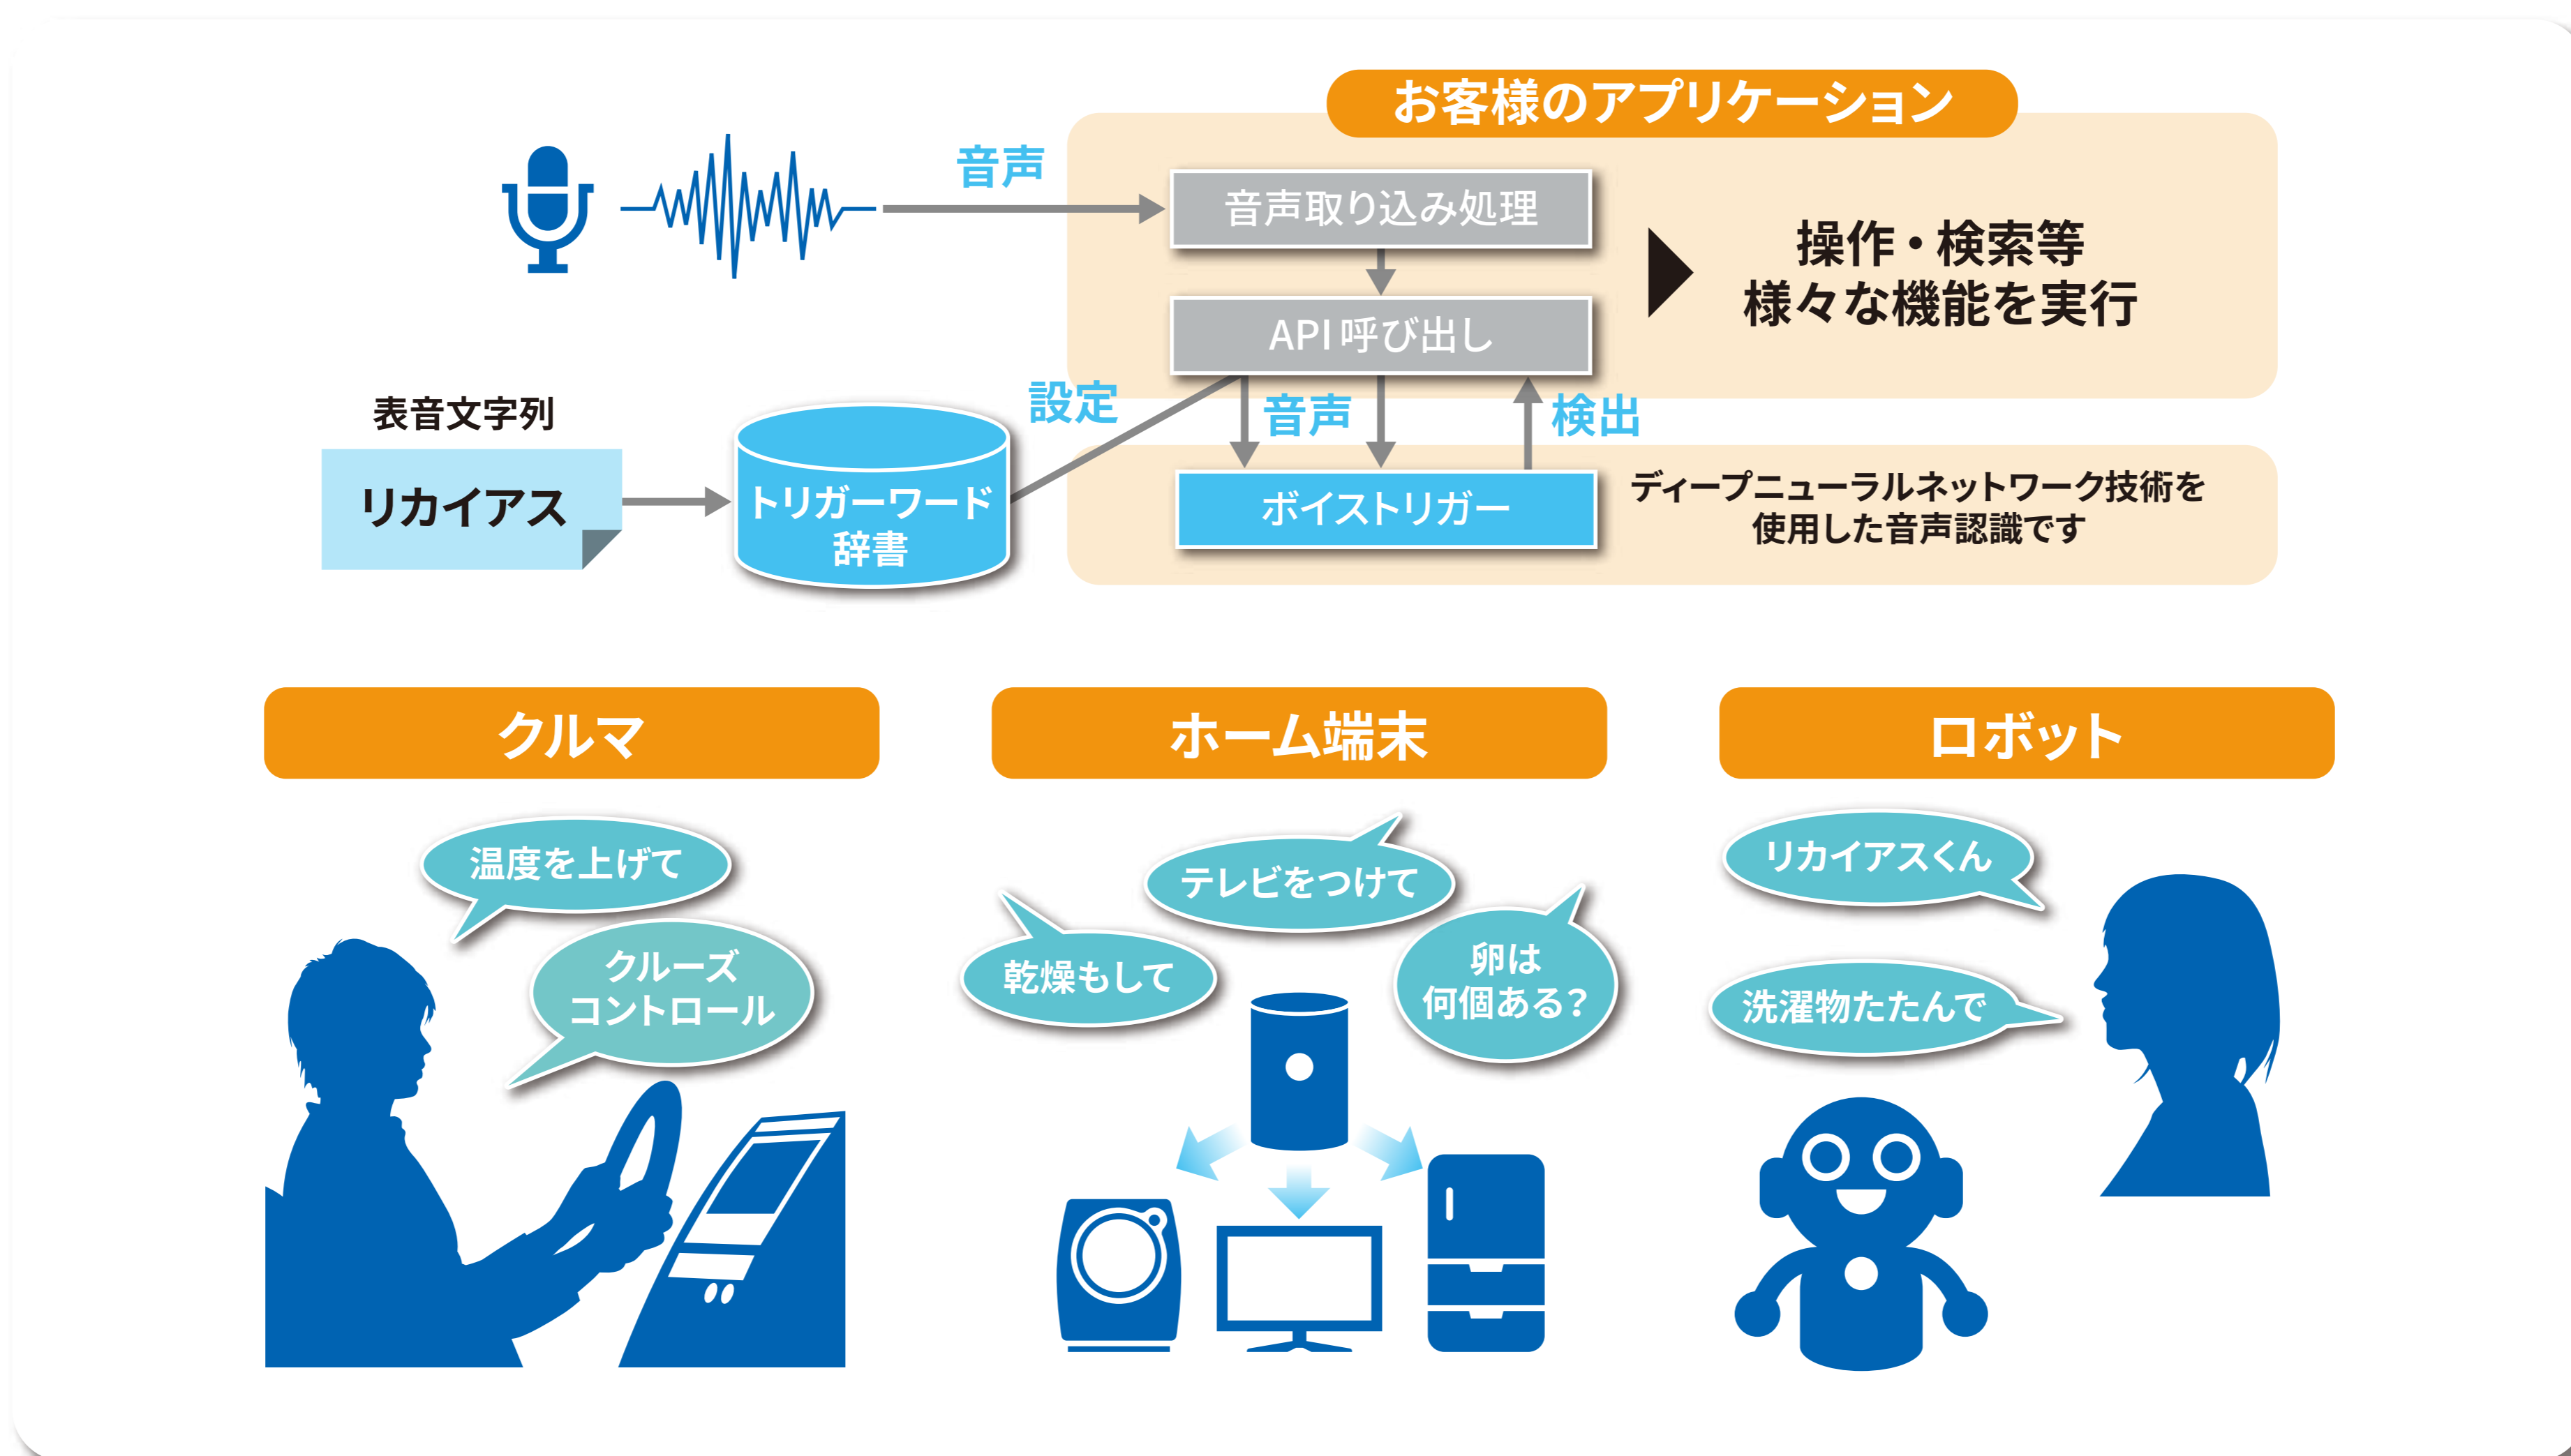 お客様のアプリケーション
音声
音声取り込み処理
操作・検索等
様々な機能を実行
API呼び出し
表音文字列
リカイアス
トリガーワード
辞書
設定
音声
検出
ボイストリガー
ディープニューラルネットワーク技術を
使用した音声認識です
クルマ
温度を上げて
クルーズ
コントロール
ホーム端末
テレビをつけて
乾燥もして
卵は
何個ある?
ロボット
リカイアスくん
洗濯物たたんで